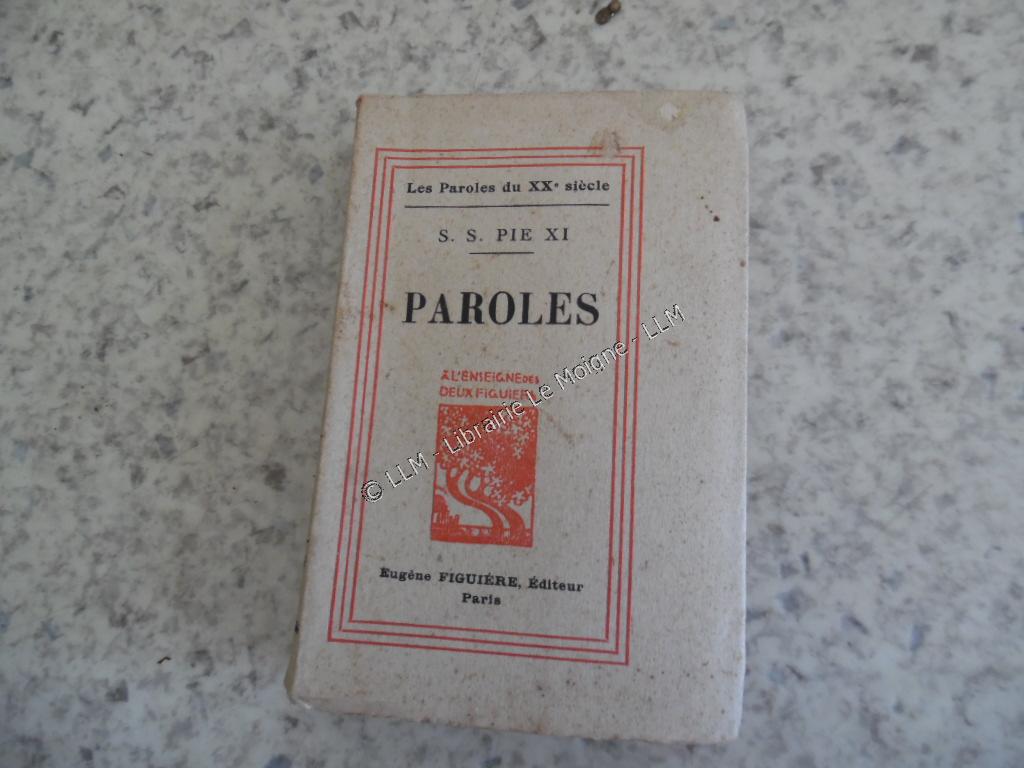 Les Paroles du XXe siècle
S. S. PIE XI
PAROLES
A L'ENSEIGNE DES
DEUX FIGUIERS
© LLM - Librairie Le Moigne - LLM
Eugène FIGUIÉRE, Éditeur
Paris